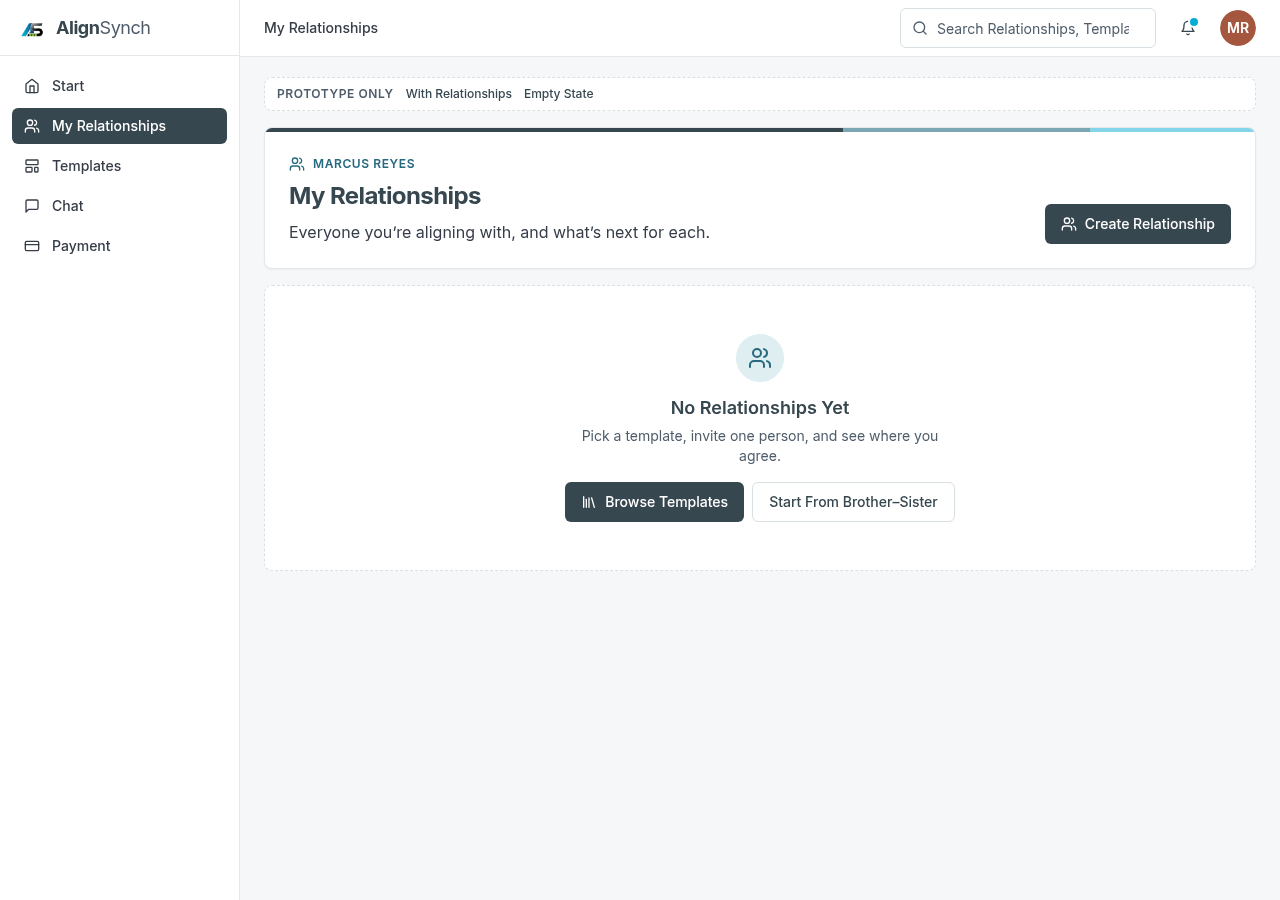 AlignSynch
My Relationships
Search Relationships, Templa
MR
Start
My Relationships
Templates
Chat
Payment
PROTOTYPE ONLY With Relationships Empty State
MARCUS REYES
My Relationships
Everyone you’re aligning with, and what’s next for each.
Create Relationship
No Relationships Yet
Pick a template, invite one person, and see where you
agree.
Browse Templates
Start From Brother–Sister